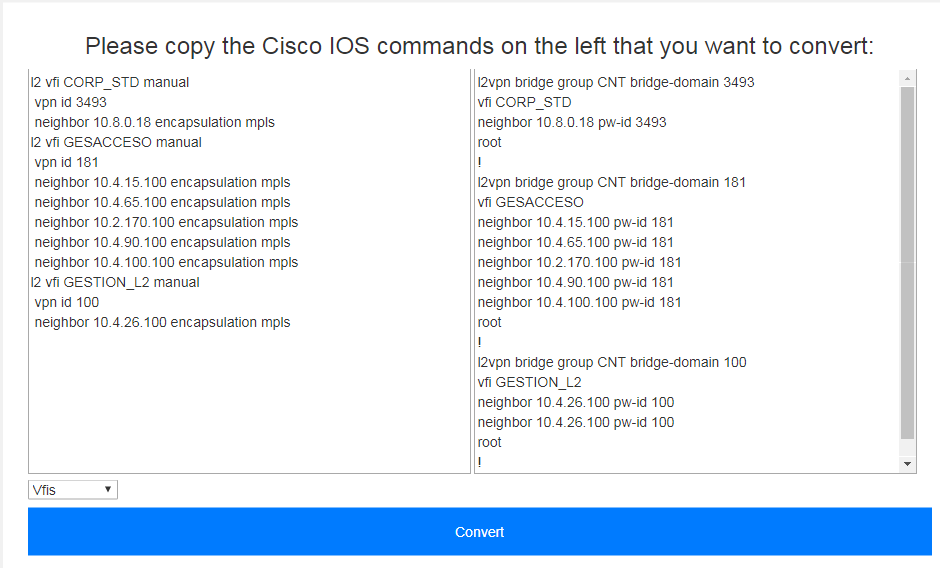 Please copy the Cisco IOS commands on the left that you want to convert:
l2 vfi CORP_STD manual
vpn id 3493
neighbor 10.8.0.18 encapsulation mpls
l2 vfi GESACCESO manual
vpn id 181
neighbor 10.4.15.100 encapsulation mpls
neighbor 10.4.65.100 encapsulation mpls
neighbor 10.2.170.100 encapsulation mpls
neighbor 10.4.90.100 encapsulation mpls
neighbor 10.4.100.100 encapsulation mpls
l2 vfi GESTION_L2 manual
vpn id 100
neighbor 10.4.26.100 encapsulation mpls
l2vpn bridge group CNT bridge-domain 3493
vfi CORP_STD
neighbor 10.8.0.18 pw-id 3493
root
!
l2vpn bridge group CNT bridge-domain 181
vfi GESACCESO
neighbor 10.4.15.100 pw-id 181
neighbor 10.4.65.100 pw-id 181
neighbor 10.2.170.100 pw-id 181
neighbor 10.4.90.100 pw-id 181
neighbor 10.4.100.100 pw-id 181
root
!
l2vpn bridge group CNT bridge-domain 100
vfi GESTION_L2
neighbor 10.4.26.100 pw-id 100
neighbor 10.4.26.100 pw-id 100
root
!
Vfis
Convert